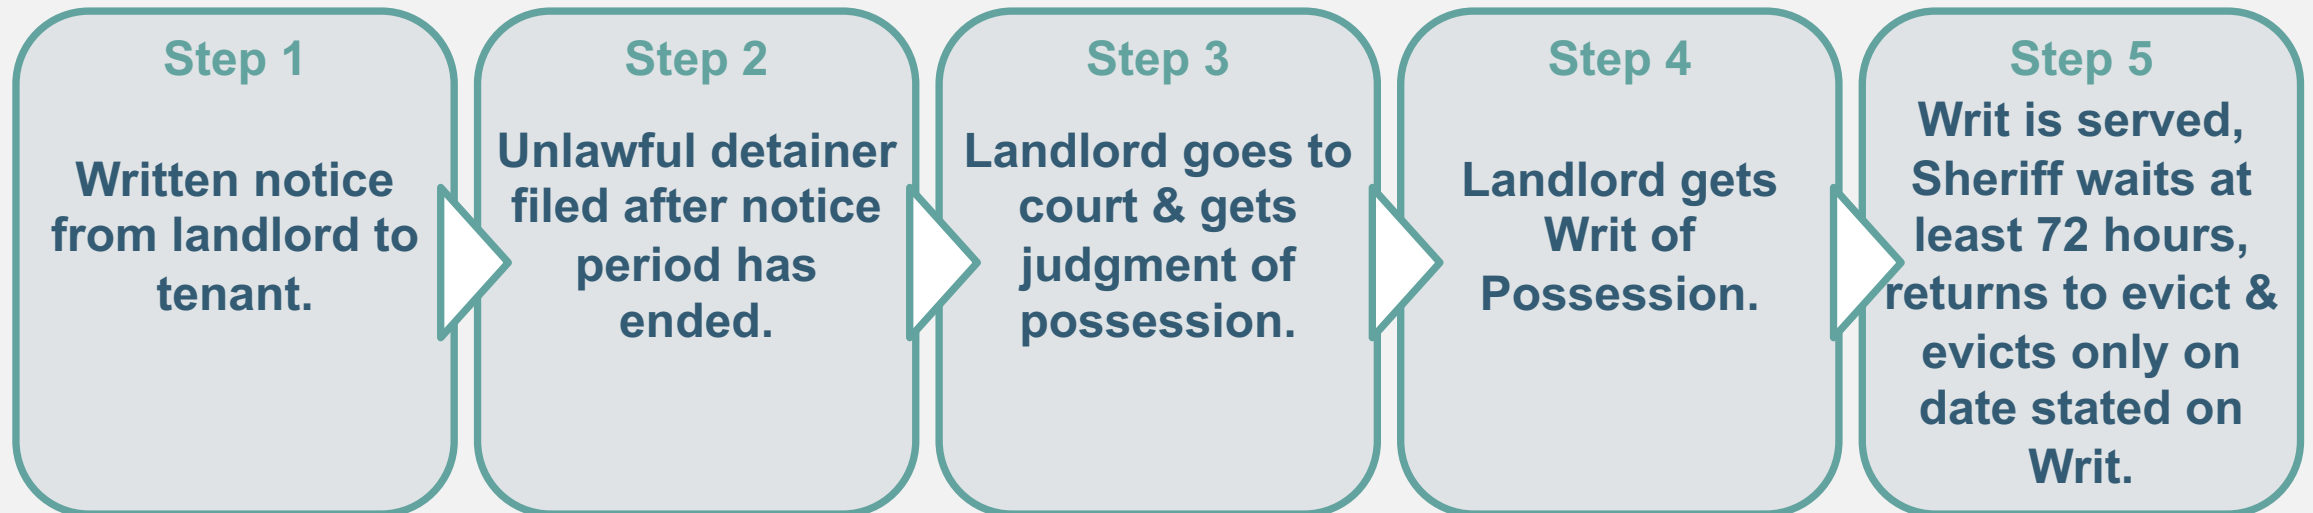 Step 1
Written notice
from landlord to
tenant.
Step 2
Unlawful detainer
filed after notice
period has
ended.
Step 3
Landlord goes to
court & gets
judgment of
possession.
Step 4
Landlord gets
Writ of
Possession.
Step 5
Writ is served,
Sheriff waits at
least 72 hours,
returns to evict &
evicts only on
date stated on
Writ.